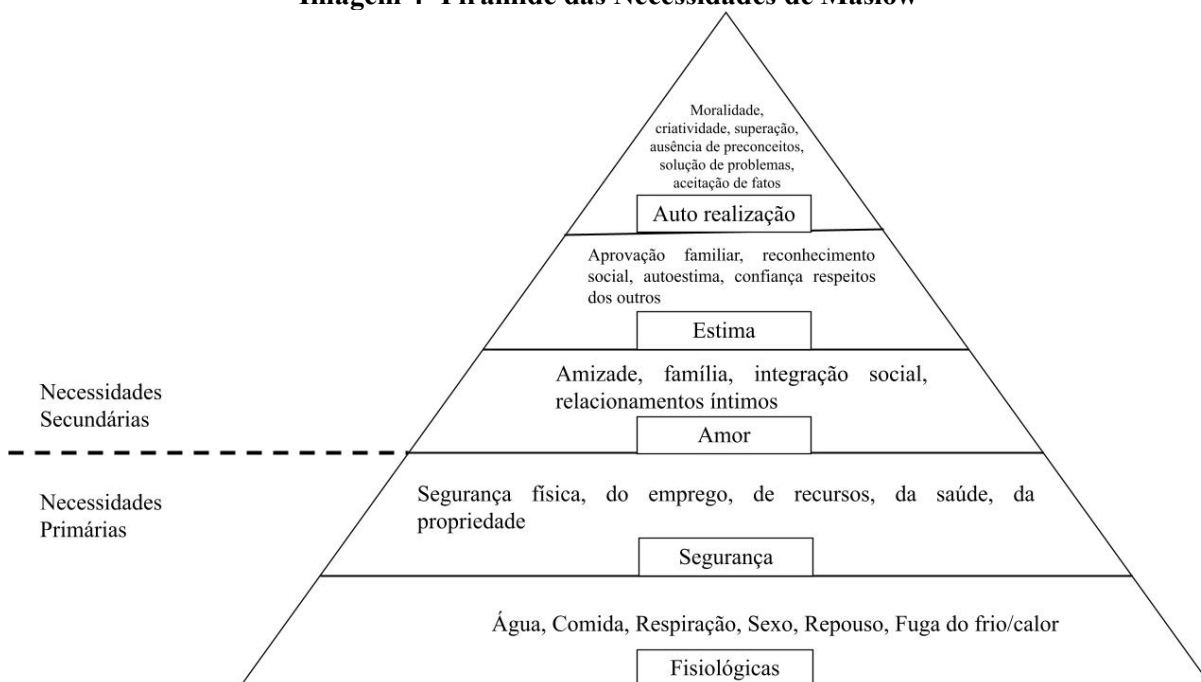 Imagem 4- Pirâmide das Necessidades de Maslow
Moralidade,
criatividade, superação,
ausência de preconceitos,
solução de problemas,
aceitação de fatos
Auto realização
Aprovação familiar, reconhecimento
social, autoestima, confiança respeitos
dos outros
Estima
Amizade, família, integração social,
relacionamentos íntimos
Amor
Necessidades
Secundárias
Necessidades
Primárias
Segurança física, do emprego, de recursos, da saúde, da
propriedade
Segurança
Água, Comida, Respiração, Sexo, Repouso, Fuga do frio/calor
Fisiológicas